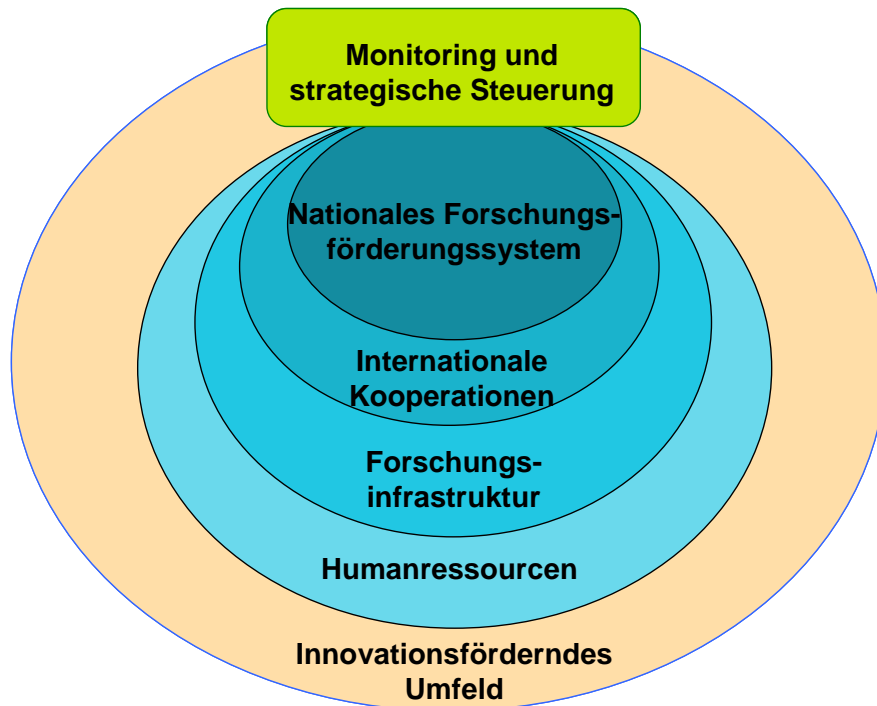 Monitoring und
strategische Steuerung
Nationales Forschungs-
förderungssystem
Internationale
Kooperationen
Forschungs-
infrastruktur
Humanressourcen
Innovationsförderndes
Umfeld